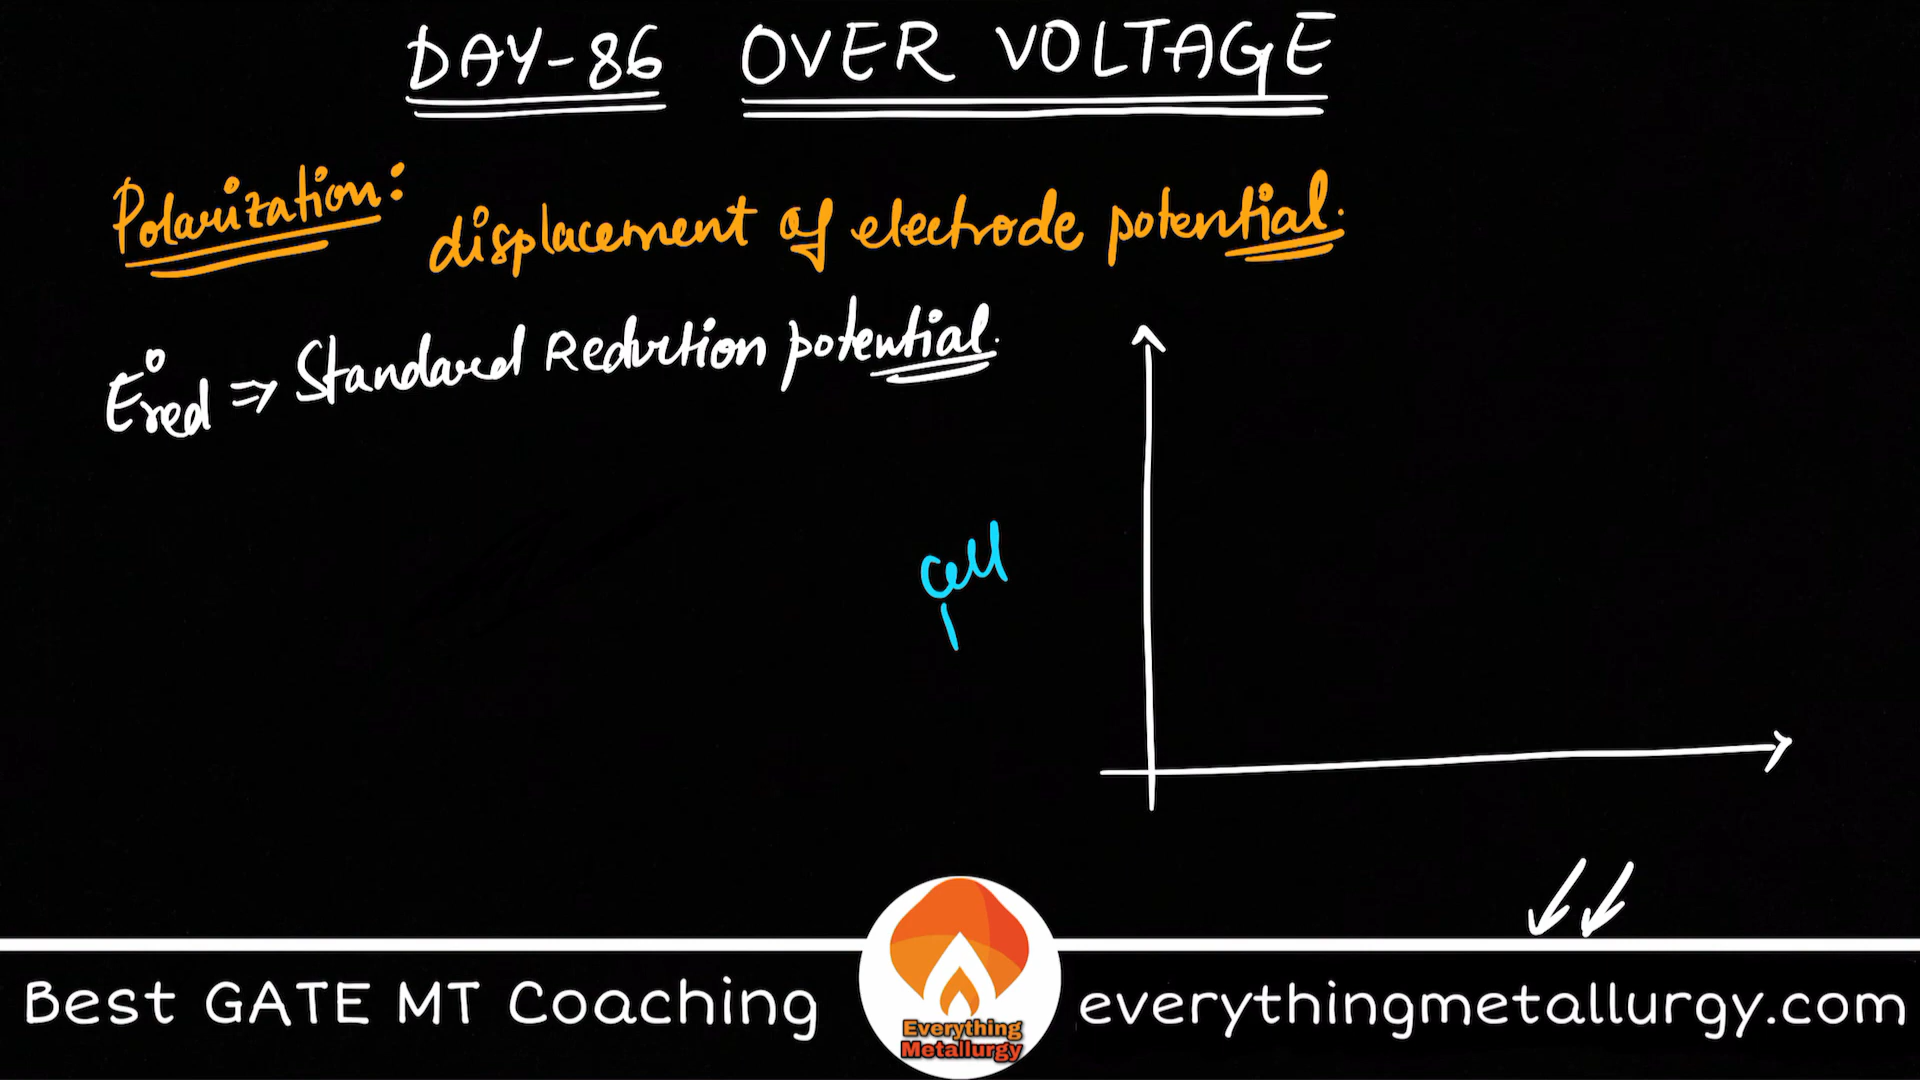 DAY-86 OVER VOLTAGE
Polarization: displacement of electrode potential.
E°red ⇒ Standard Reduction potential.
Cell
Best GATE MT Coaching
Everything
Metallurgy
everythingmetallurgy.com